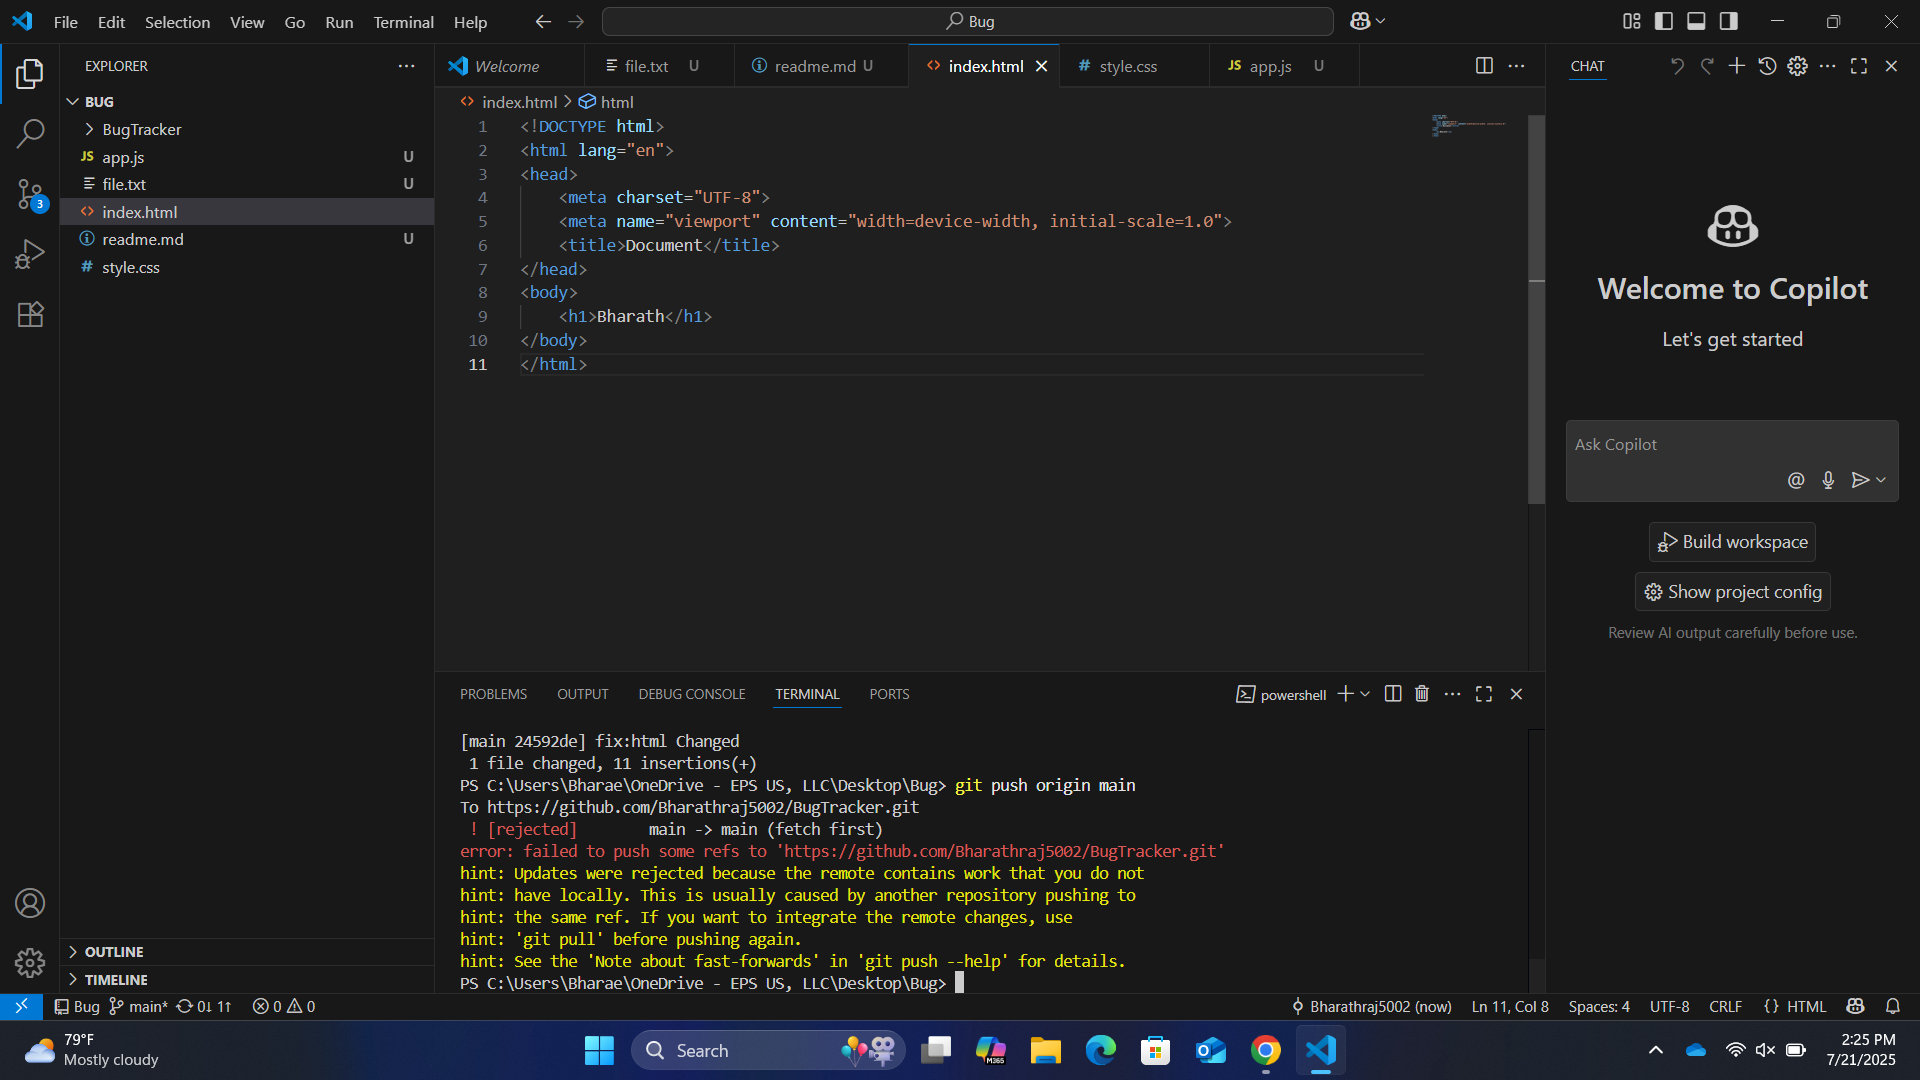 File Edit Selection View Go Run Terminal Help
Bug
EXPLORER
BUG
BugTracker
JS app.js U
file.txt U
index.html
readme.md U
# style.css
OUTLINE
TIMELINE
Welcome
file.txt U
readme.md U
index.html
# style.css
JS app.js U
index.html > html
1 <!DOCTYPE html>
2 <html lang="en">
3 <head>
4 <meta charset="UTF-8">
5 <meta name="viewport" content="width=device-width, initial-scale=1.0">
6 <title>Document</title>
7 </head>
8 <body>
9 <h1>Bharath</h1>
10 </body>
11 </html>
PROBLEMS OUTPUT DEBUG CONSOLE TERMINAL PORTS
powershell
[main 24592de] fix:html Changed
1 file changed, 11 insertions(+)
PS C:\Users\Bharae\OneDrive - EPS US, LLC\Desktop\Bug> git push origin main
To https://github.com/Bharathraj5002/BugTracker.git
! [rejected] main -> main (fetch first)
error: failed to push some refs to 'https://github.com/Bharathraj5002/BugTracker.git'
hint: Updates were rejected because the remote contains work that you do not
hint: have locally. This is usually caused by another repository pushing to
hint: the same ref. If you want to integrate the remote changes, use
hint: 'git pull' before pushing again.
hint: See the 'Note about fast-forwards' in 'git push --help' for details.
PS C:\Users\Bharae\OneDrive - EPS US, LLC\Desktop\Bug>
CHAT
Welcome to Copilot
Let's get started
Ask Copilot
@
Build workspace
Show project config
Review AI output carefully before use.
3
Bug main* 0↓ 1↑ 0 0
Bharathraj5002 (now) Ln 11, Col 8 Spaces: 4 UTF-8 CRLF {} HTML
79°F
Mostly cloudy
Search
M365
2:25 PM
7/21/2025